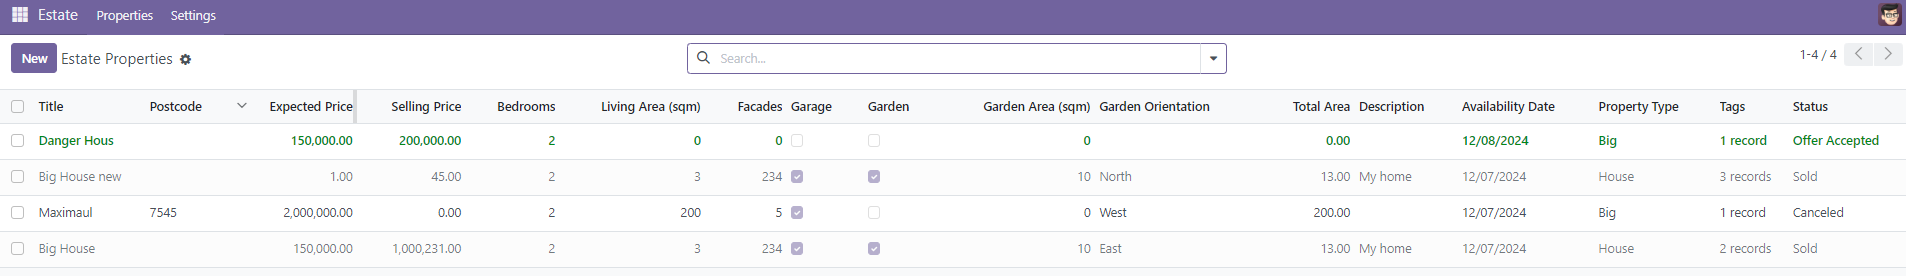 Estate Properties Settings
New Estate Properties Search... 1-4 / 4
Title Postcode Expected Price Selling Price Bedrooms Living Area (sqm) Facades Garage Garden Garden Area (sqm) Garden Orientation Total Area Description Availability Date Property Type Tags Status
Danger Hous 150,000.00 200,000.00 2 0 0 0 0.00 12/08/2024 Big 1 record Offer Accepted
Big House new 1.00 45.00 2 3 234 10 North 13.00 My home 12/07/2024 House 3 records Sold
Maximaul 7545 2,000,000.00 0.00 2 200 5 0 West 200.00 12/07/2024 Big 1 record Canceled
Big House 150,000.00 1,000,231.00 2 3 234 10 East 13.00 My home 12/07/2024 House 2 records Sold